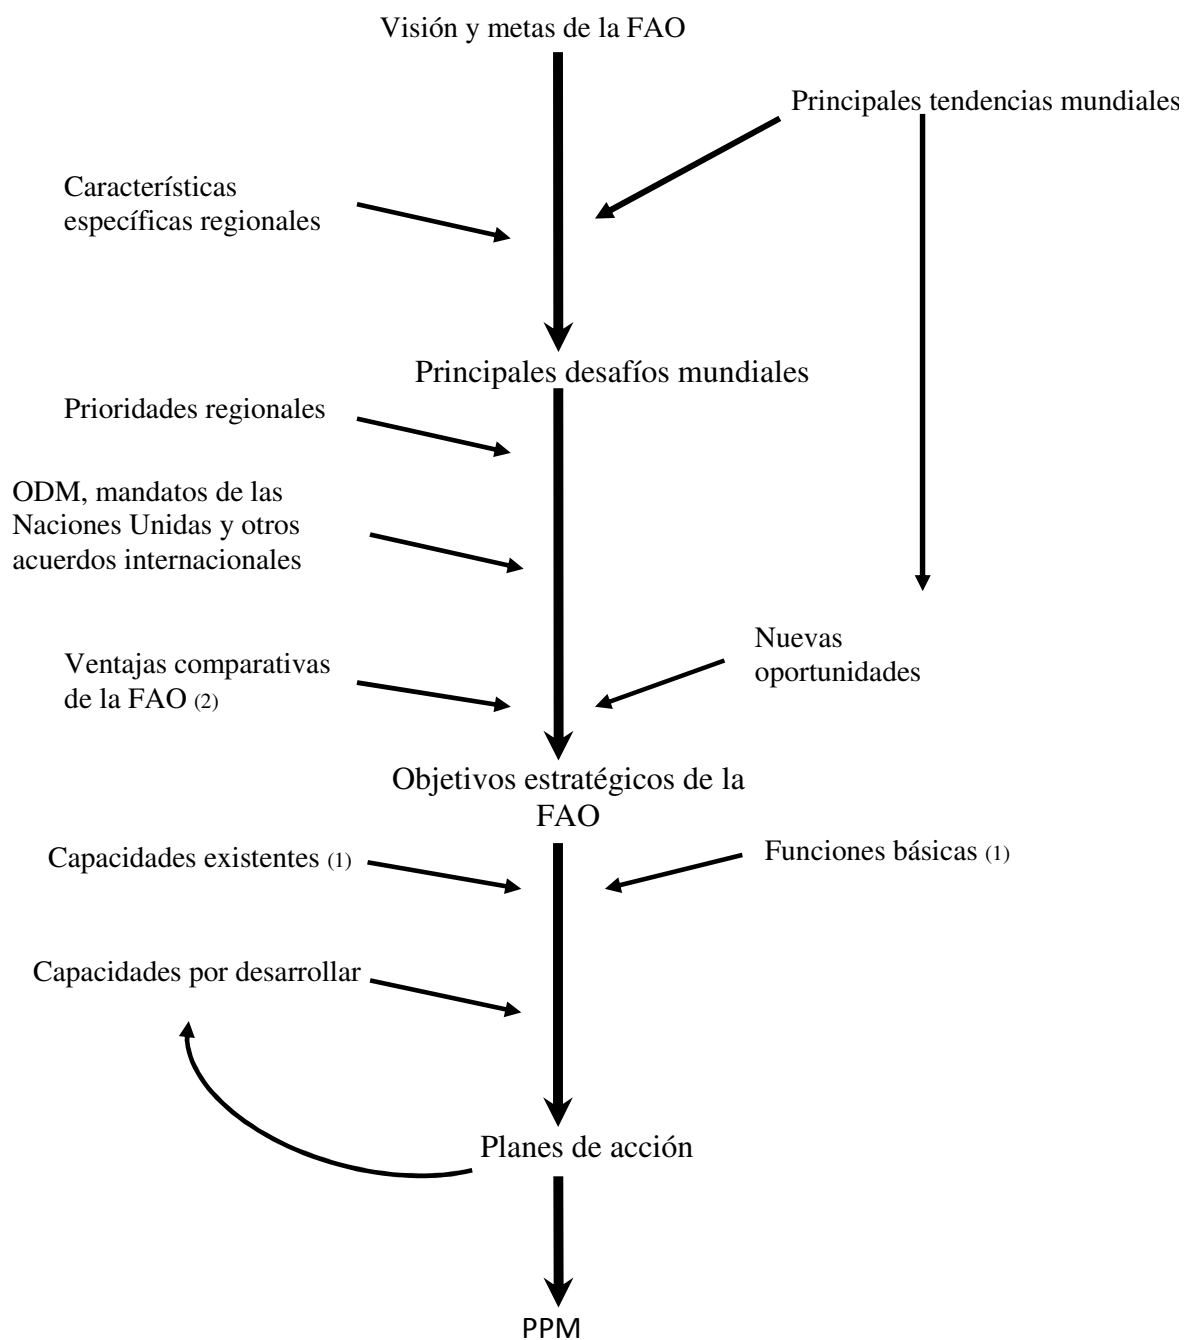 Visión y metas de la FAO
Principales tendencias mundiales
Características
específicas regionales
Principales desafíos mundiales
Prioridades regionales
ODM, mandatos de las
Naciones Unidas y otros
acuerdos internacionales
Nuevas
oportunidades
Ventajas comparativas
de la FAO (2)
Objetivos estratégicos de la
FAO
Capacidades existentes (1)
Funciones básicas (1)
Capacidades por desarrollar
Planes de acción
PPM